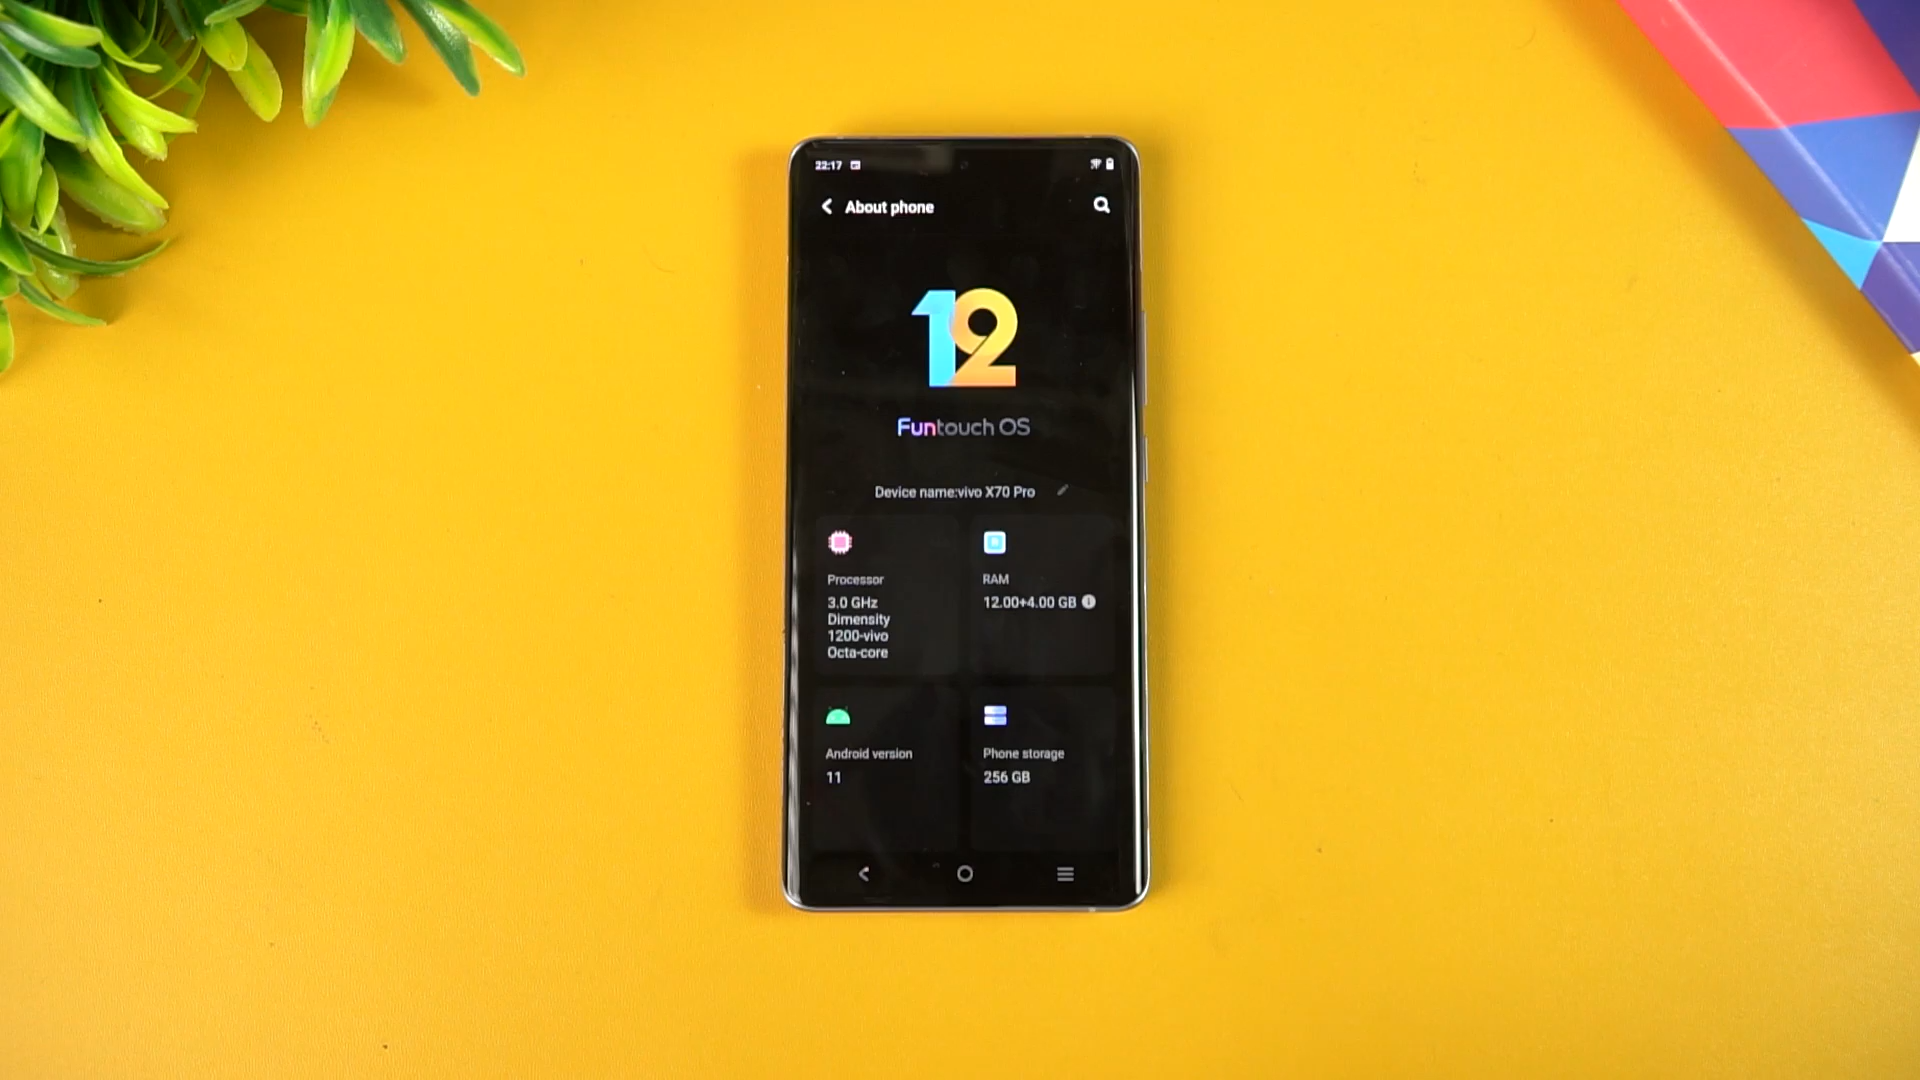 22:17
About phone
12
Funtouch OS
Device name:vivo X70 Pro
Processor
3.0 GHz
Dimensity
1200-vivo
Octa-core
RAM
12.00+4.00 GB
Android version
11
Phone storage
256 GB